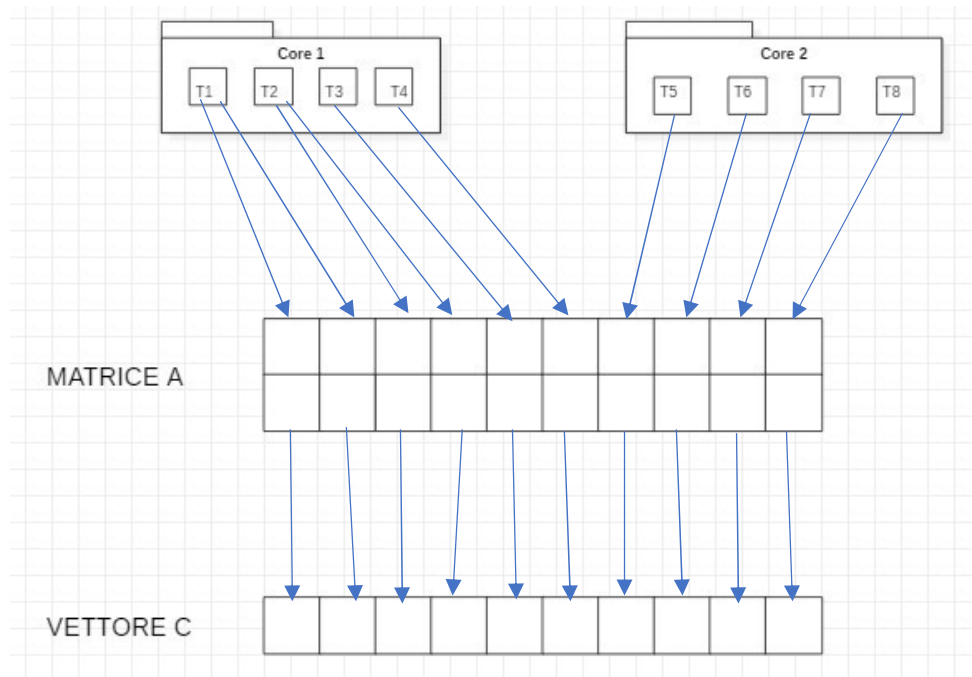 Core 1
Core 2
T1 T2 T3 T4
T5 T6 T7 T8
MATRICE A
VETTORE C